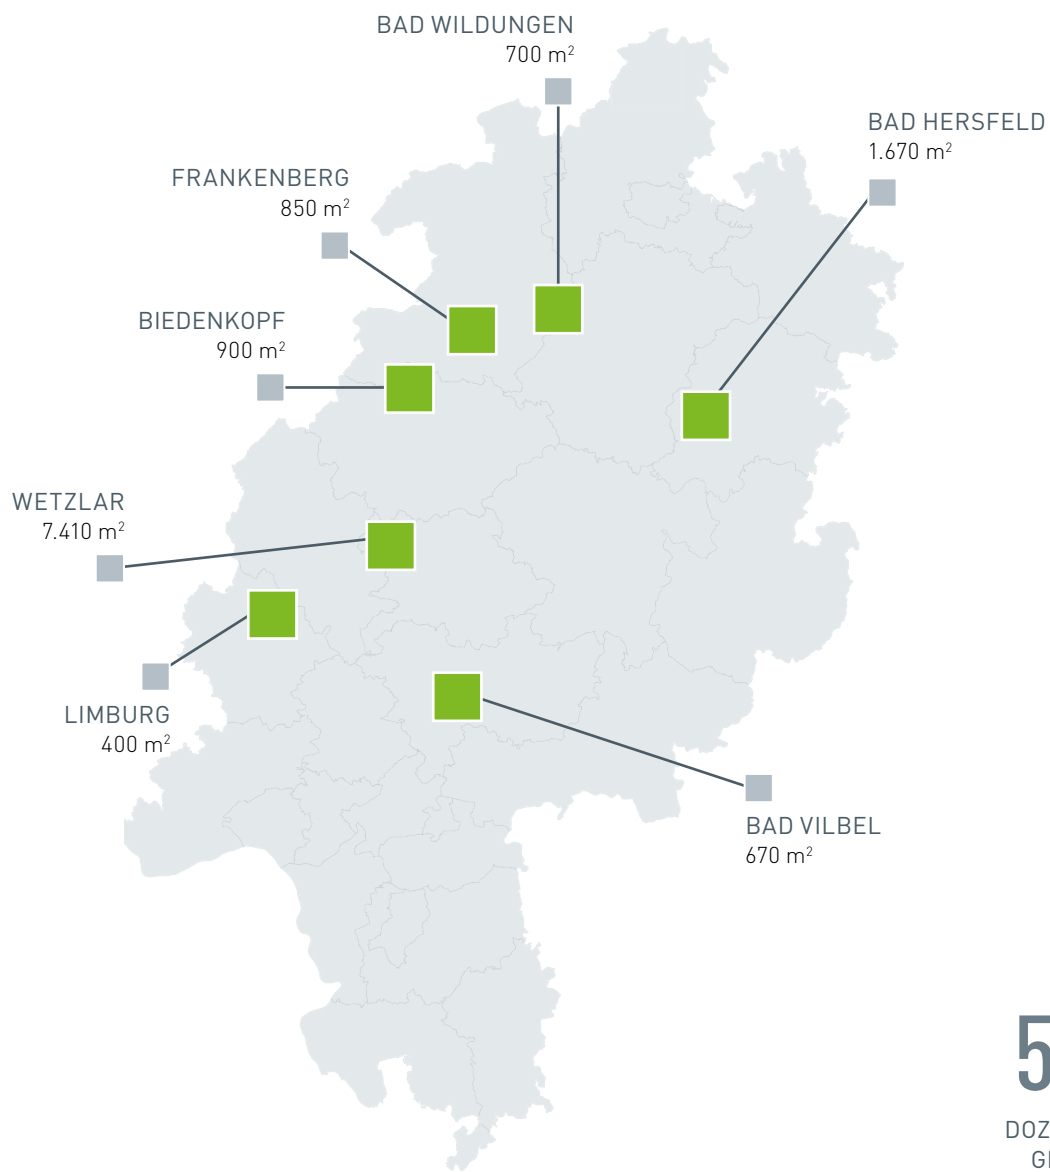 BAD WILDUNGEN
700 m²
BAD HERSFELD
1.670 m²
FRANKENBERG
850 m²
BIEDENKOPF
900 m²
WETZLAR
7.410 m²
LIMBURG
400 m²
BAD VILBEL
670 m²
5
DOZ